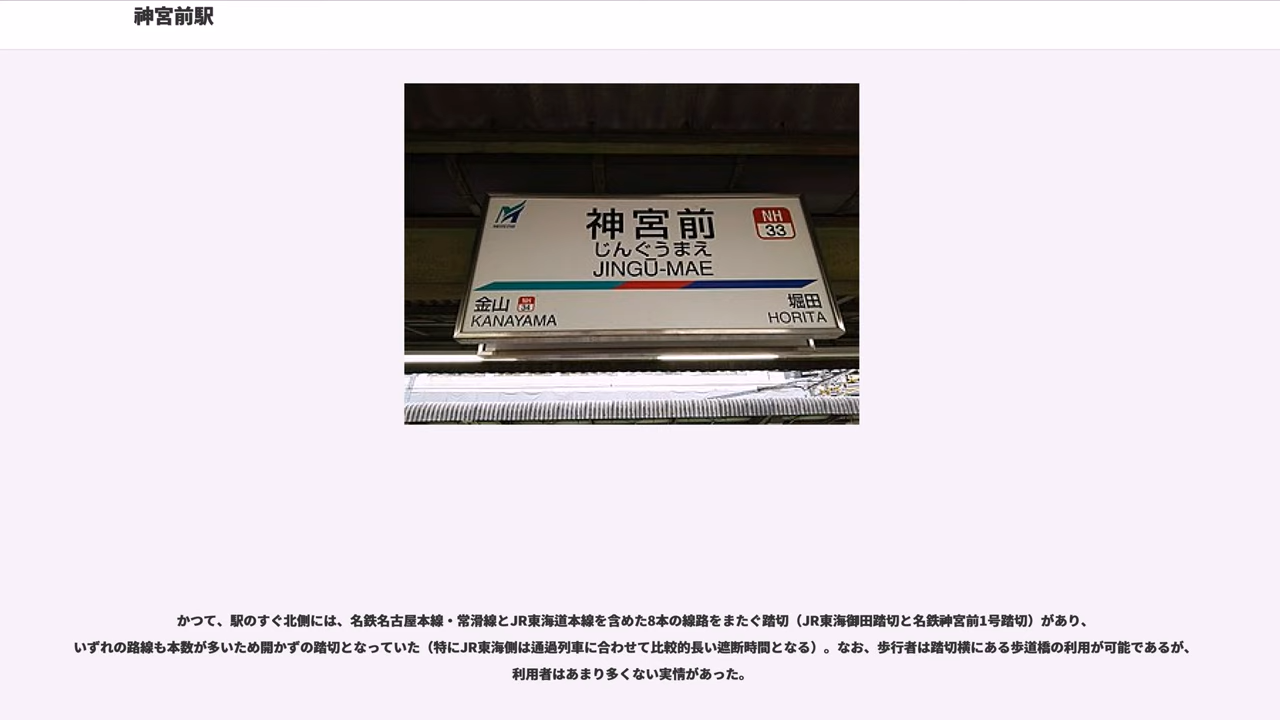 神宮前駅
神宮前
NH
33
じんぐうまえ
JINGŪ-MAE
金山
NH
34
堀田
KANAYAMA
HORITA
かつて、駅のすぐ北側には、名鉄名古屋本線・常滑線とJR東海道本線を含めた8本の線路をまたぐ踏切（JR東海御田踏切と名鉄神宮前1号踏切）があり、
いずれの路線も本数が多いため開かずの踏切となっていた（特にJR東海側は通過列車に合わせて比較的長い遮断時間となる）。なお、歩行者は踏切横にある歩道橋の利用が可能であるが、
利用者はあまり多くない実情があった。